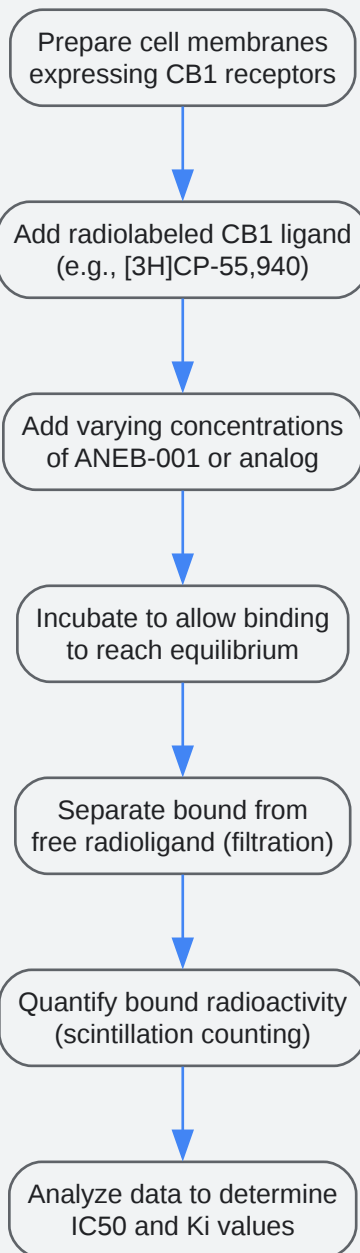 Prepare cell membranes
expressing CB1 receptors
Add radiolabeled CB1 ligand
(e.g., [3H]CP-55,940)
Add varying concentrations
of ANEB-001 or analog
Incubate to allow binding
to reach equilibrium
Separate bound from
free radioligand (filtration)
Quantify bound radioactivity
(scintillation counting)
Analyze data to determine
IC50 and Ki values